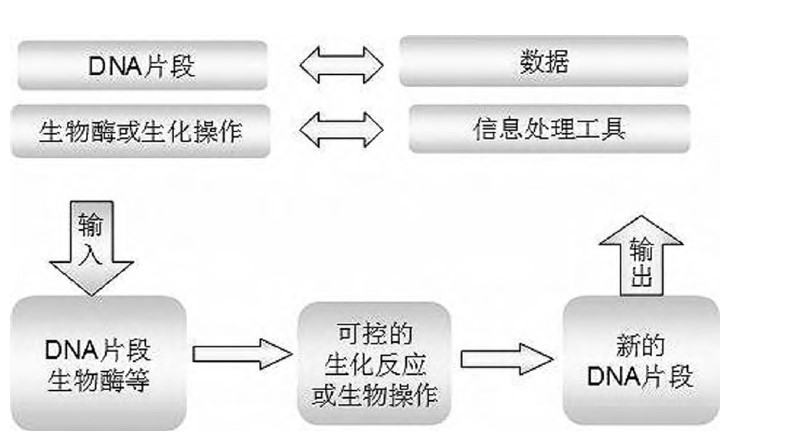 DNA片段
数据
生物酶或生化操作
信息处理工具
输
入
输
出
DNA片段
生物酶等
可控的
生化反应
或生物操作
新的
DNA片段